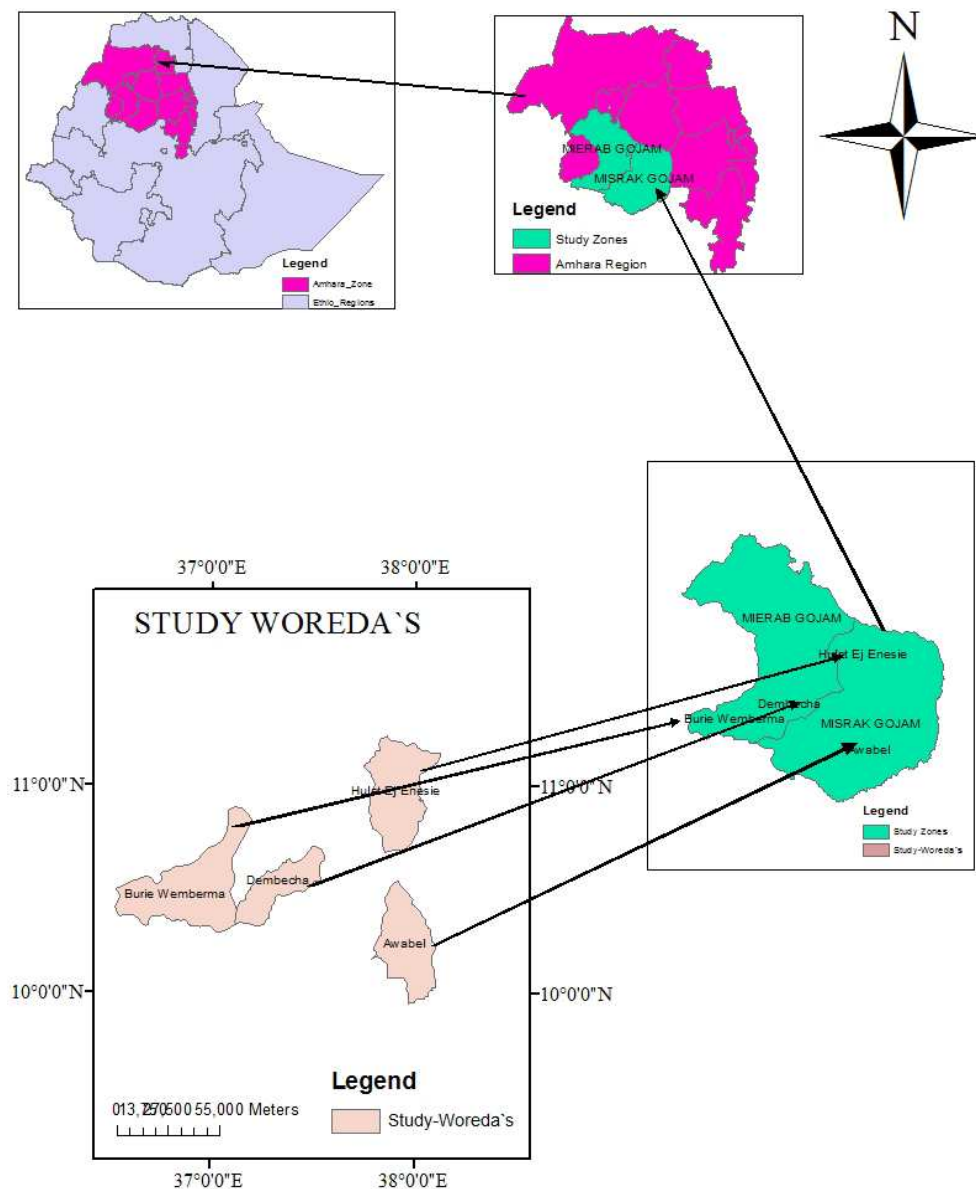 N
MIERAB GOJAM
MISRAK GOJAM
Legend
Study Zones
Amhara Region
Legend
Amhara_Zone
Ethio_Regions
MIERAB GOJAM
Hulet Ej Enesie
Dembecha
Burie Wemberma
MISRAK GOJAM
Awabel
Legend
Study Zones
Study-Woreda`s
37°0'0"E 38°0'0"E
STUDY WOREDA`S
11°0'0"N 11°0'0"N
Hulet Ej Enesie
Dembecha
Burie Wemberma
Awabel
10°0'0"N 10°0'0"N
Legend
Study-Woreda`s
55,000 Meters
37°0'0"E 38°0'0"E